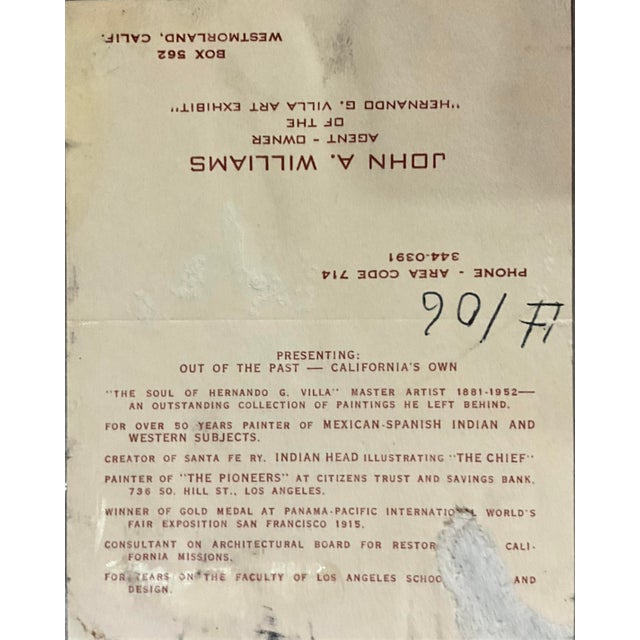 PHONE - AREA CODE 714
344-0391
JOHN A. WILLIAMS
AGENT - OWNER
OF THE
"HERNANDO G. VILLA ART EXHIBIT"
BOX 562
WESTMORLAND, CALIF.
PRESENTING:
OUT OF THE PAST — CALIFORNIA'S OWN
"THE SOUL OF HERNANDO G. VILLA" MASTER ARTIST 1881-1952—
AN OUTSTANDING COLLECTION OF PAINTINGS HE LEFT BEHIND.
FOR OVER 50 YEARS PAINTER OF MEXICAN-SPANISH INDIAN AND
WESTERN SUBJECTS.
CREATOR OF SANTA FE RY. INDIAN HEAD ILLUSTRATING "THE CHIEF"
PAINTER OF "THE PIONEERS" AT CITIZENS TRUST AND SAVINGS BANK,
736 SO. HILL ST., LOS ANGELES.
WINNER OF GOLD MEDAL AT PANAMA-PACIFIC INTERNATIONAL WORLD'S
FAIR EXPOSITION SAN FRANCISCO 1915.
CONSULTANT ON ARCHITECTURAL BOARD FOR RESTOR CALI-
FORNIA MISSIONS.
FOR YEARS ON THE FACULTY OF LOS ANGELES SCHOO AND
DESIGN.